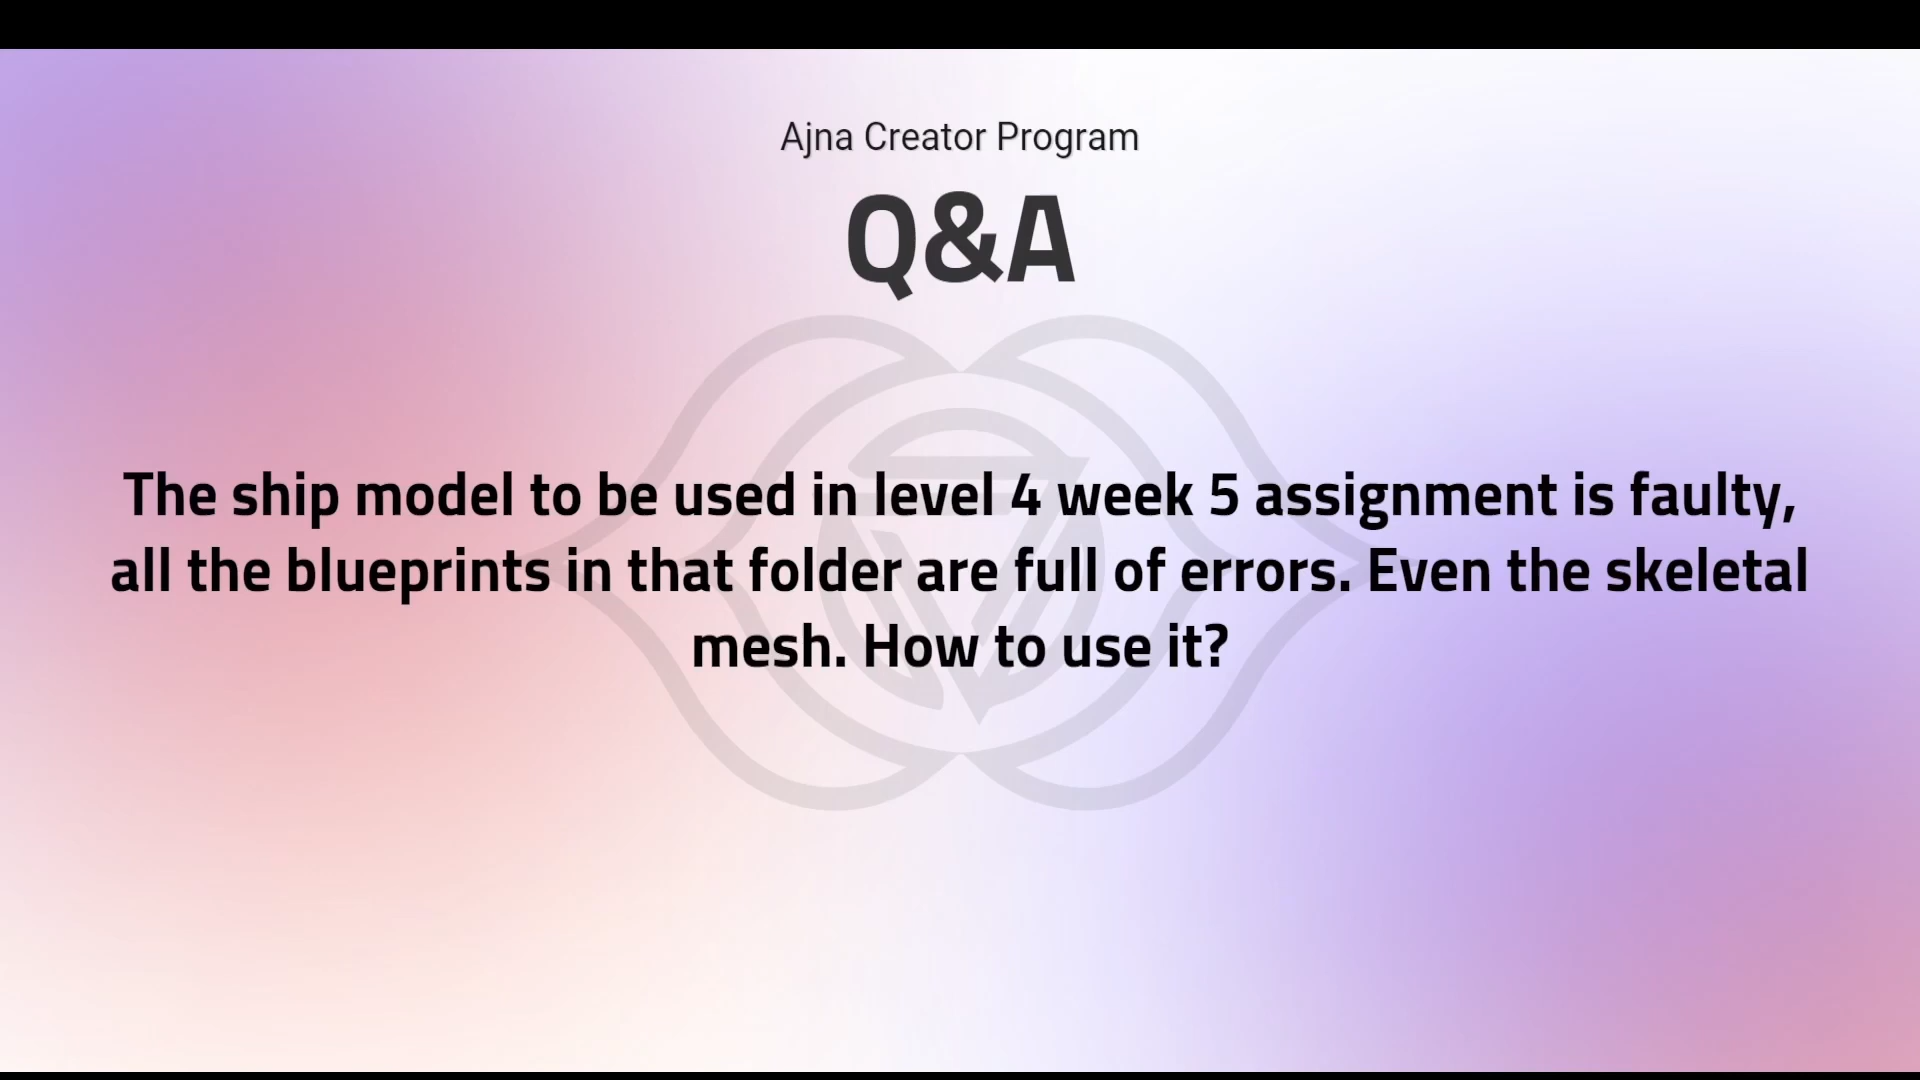 Ajna Creator Program
Q&A
The ship model to be used in level 4 week 5 assignment is faulty,
all the blueprints in that folder are full of errors. Even the skeletal
mesh. How to use it?